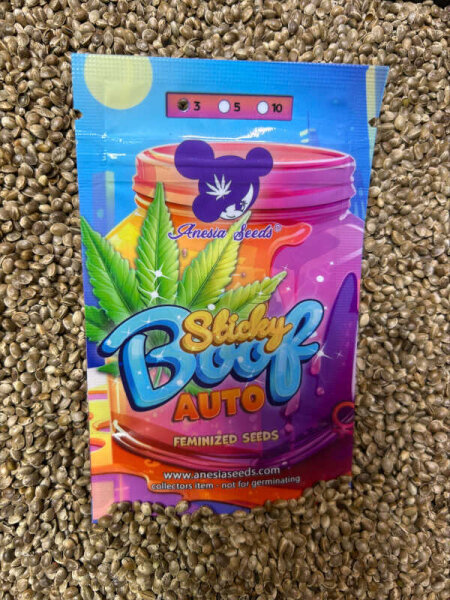 3 5 10
Anesia Seeds®
Sticky
Boof
AUTO
FEMINIZED SEEDS
www.anesiaseeds.com
collectors item - not for germinating